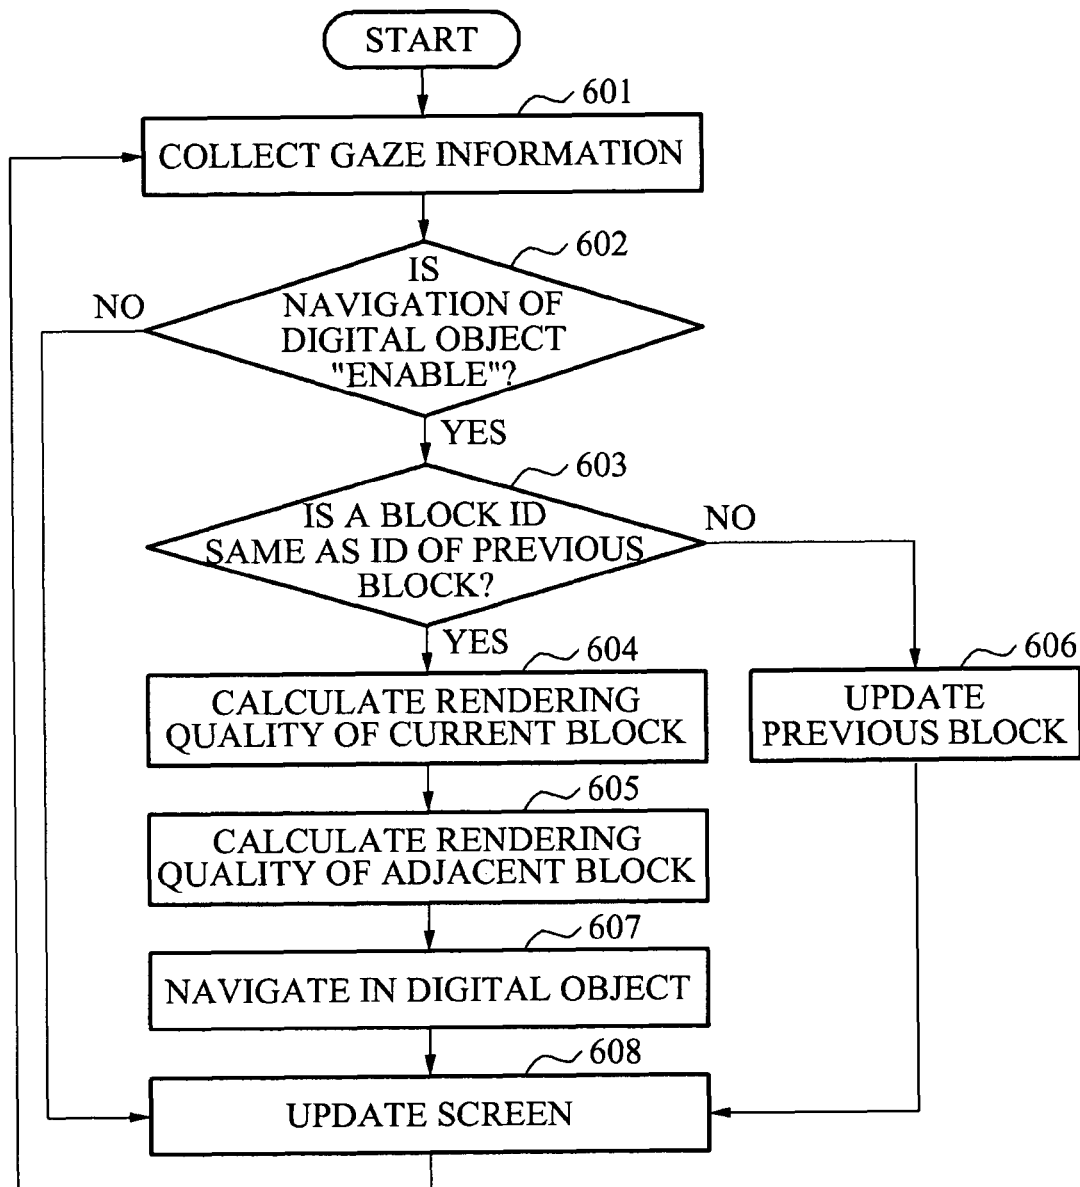 START
601
COLLECT GAZE INFORMATION
602
IS
NAVIGATION OF
DIGITAL OBJECT
"ENABLE"?
NO
YES
603
IS A BLOCK ID
SAME AS ID OF PREVIOUS
BLOCK?
NO
YES
604
CALCULATE RENDERING
QUALITY OF CURRENT BLOCK
606
UPDATE
PREVIOUS BLOCK
605
CALCULATE RENDERING
QUALITY OF ADJACENT BLOCK
607
NAVIGATE IN DIGITAL OBJECT
608
UPDATE SCREEN